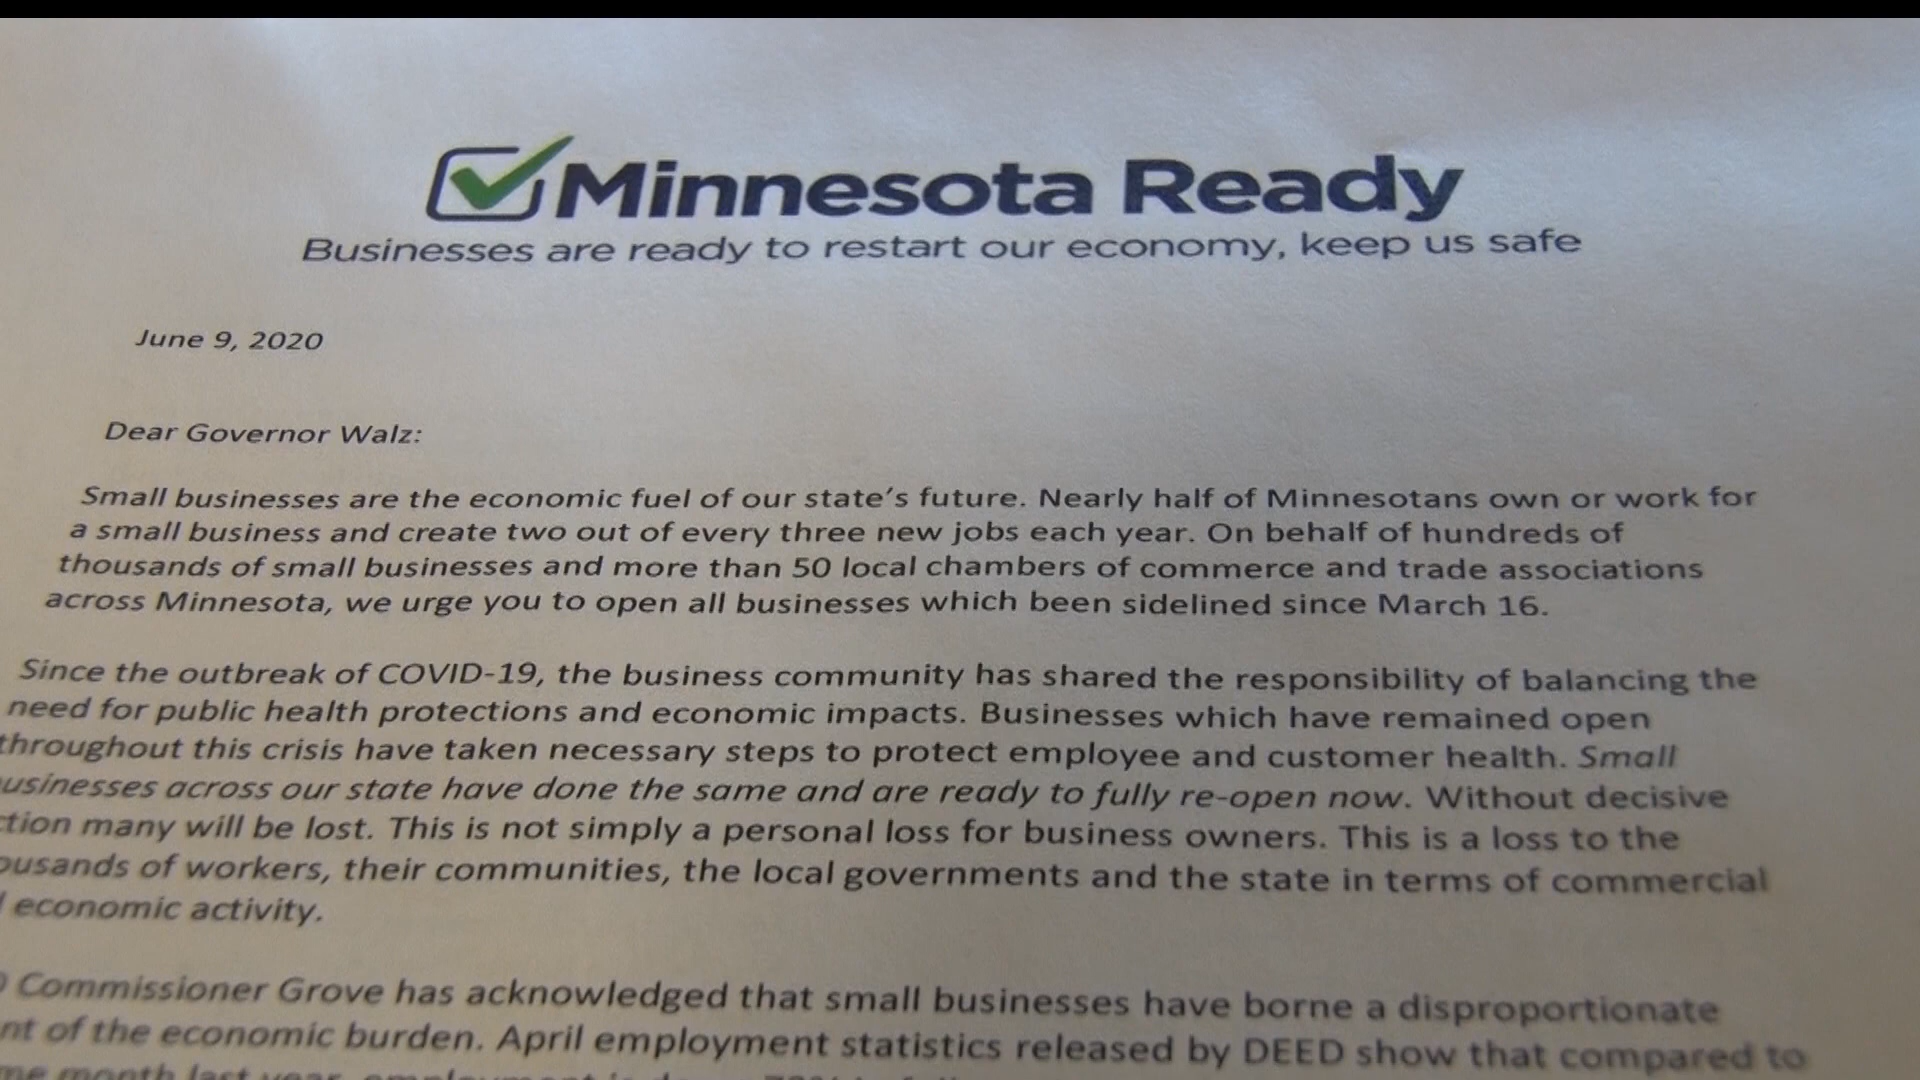 Minnesota Ready
Businesses are ready to restart our economy, keep us safe
June 9, 2020
Dear Governor Walz:
Small businesses are the economic fuel of our state's future. Nearly half of Minnesotans own or work for
a small business and create two out of every three new jobs each year. On behalf of hundreds of
thousands of small businesses and more than 50 local chambers of commerce and trade associations
across Minnesota, we urge you to open all businesses which been sidelined since March 16.
Since the outbreak of COVID-19, the business community has shared the responsibility of balancing the
need for public health protections and economic impacts. Businesses which have remained open
throughout this crisis have taken necessary steps to protect employee and customer health. Small
usinesses across our state have done the same and are ready to fully re-open now. Without decisive
ction many will be lost. This is not simply a personal loss for business owners. This is a loss to the
ousands of workers, their communities, the local governments and the state in terms of commercial
economic activity.
Commissioner Grove has acknowledged that small businesses have borne a disproportionate
nt of the economic burden. April employment statistics released by DEED show that compared to
me month last year,